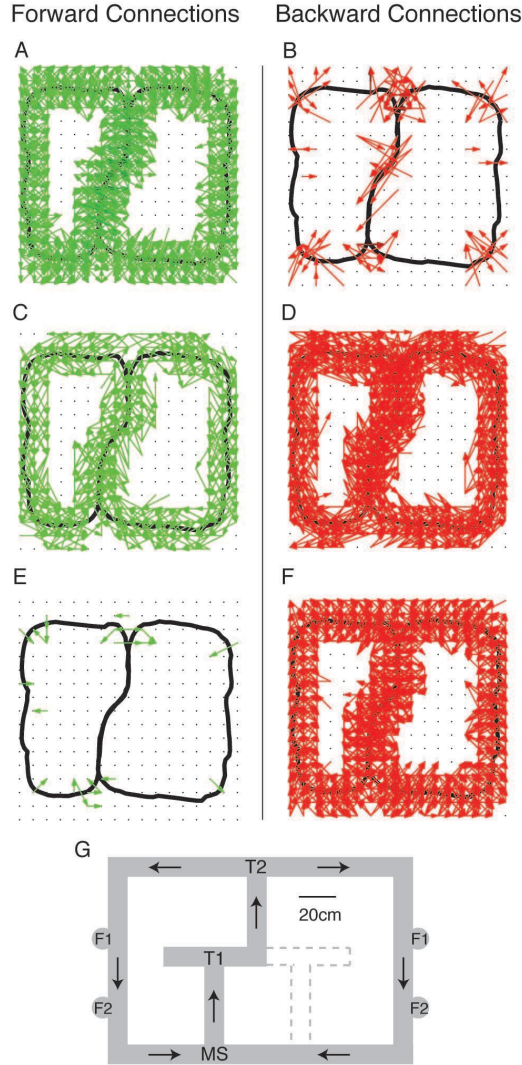 Forward Connections
Backward Connections
A
B
C
D
E
F
G
T2
20cm
F1
F1
T1
F2
F2
MS